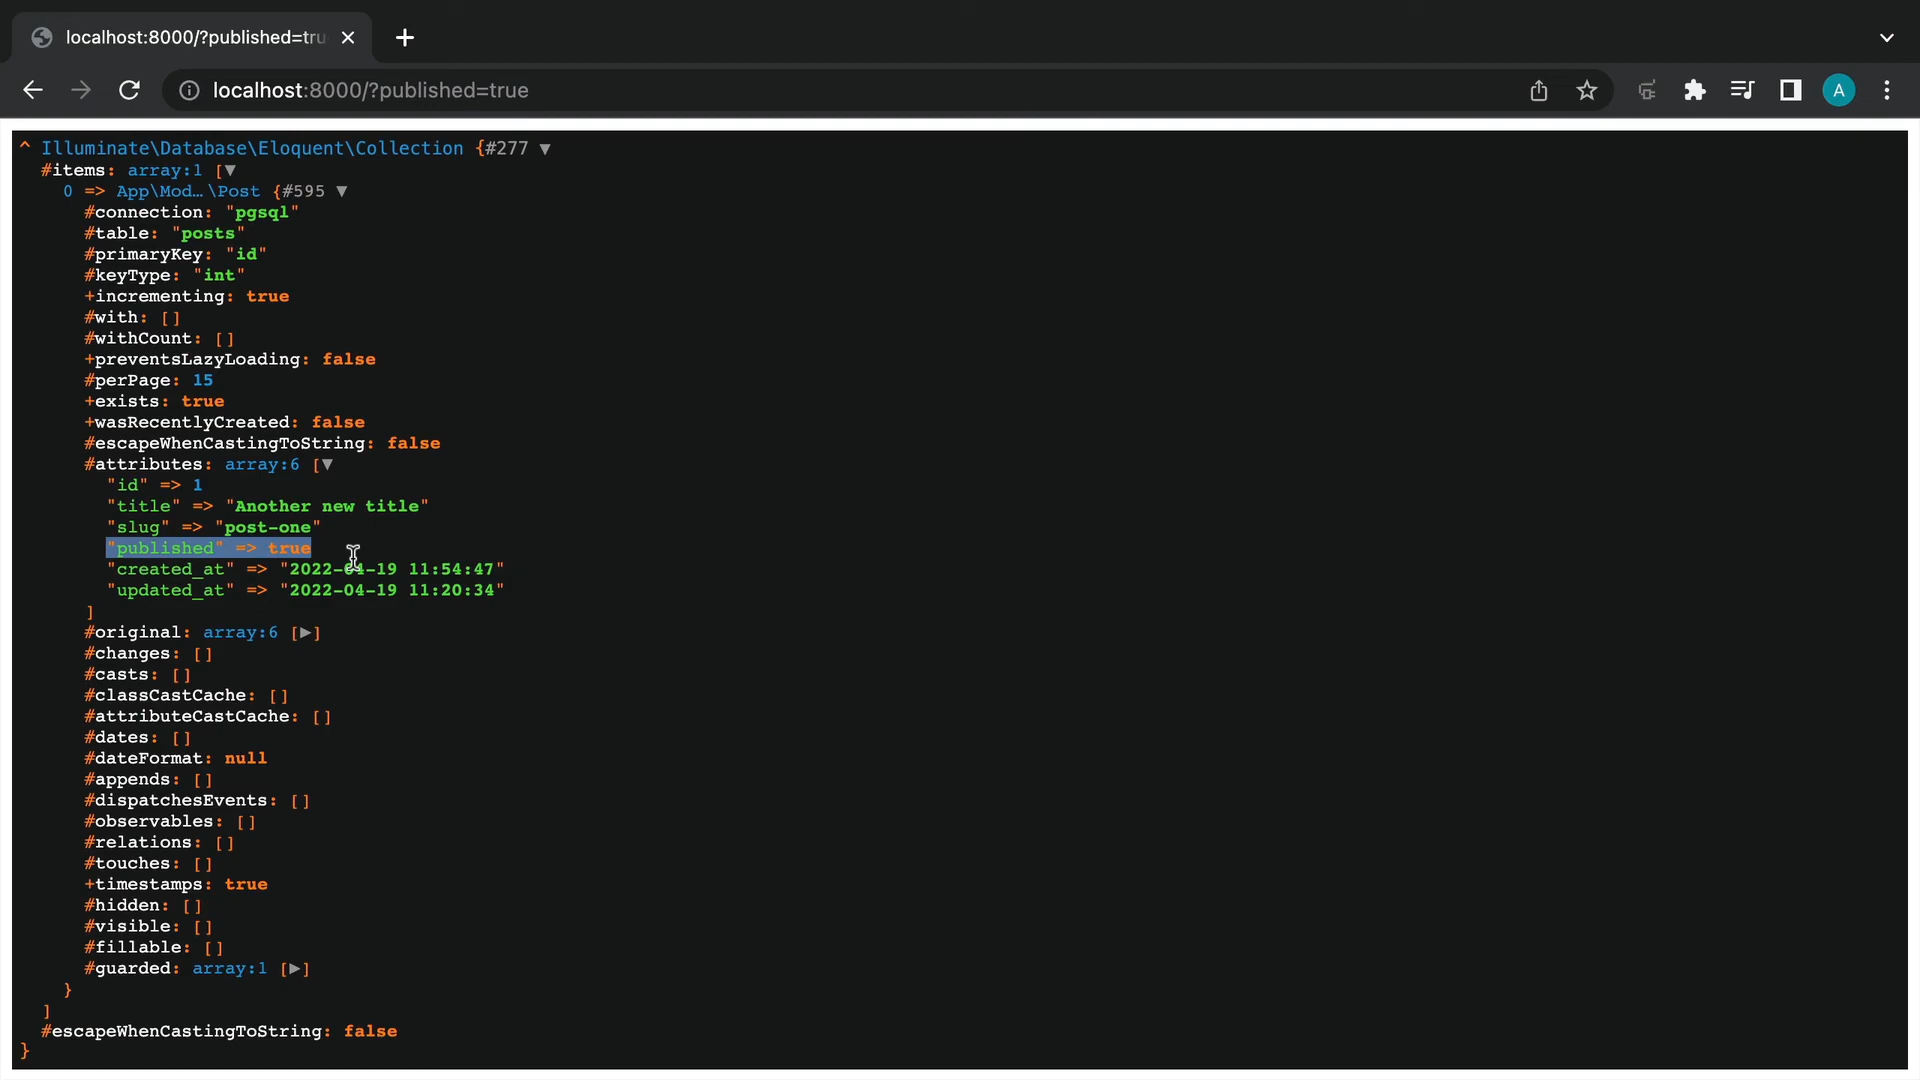 localhost:8000/?published=tru
localhost:8000/?published=true
A
^ Illuminate\Database\Eloquent\Collection {#277 ▼
#items: array:1 [▼
0 => App\Mod…\Post {#595 ▼
#connection: "pgsql"
#table: "posts"
#primaryKey: "id"
#keyType: "int"
+incrementing: true
#with: []
#withCount: []
+preventsLazyLoading: false
#perPage: 15
+exists: true
+wasRecentlyCreated: false
#escapeWhenCastingToString: false
#attributes: array:6 [▼
"id" => 1
"title" => "Another new title"
"slug" => "post-one"
"published" => true
"created_at" => "2022-04-19 11:54:47"
"updated_at" => "2022-04-19 11:20:34"
]
#original: array:6 [▶]
#changes: []
#casts: []
#classCastCache: []
#attributeCastCache: []
#dates: []
#dateFormat: null
#appends: []
#dispatchesEvents: []
#observables: []
#relations: []
#touches: []
+timestamps: true
#hidden: []
#visible: []
#fillable: []
#guarded: array:1 [▶]
}
]
#escapeWhenCastingToString: false
}